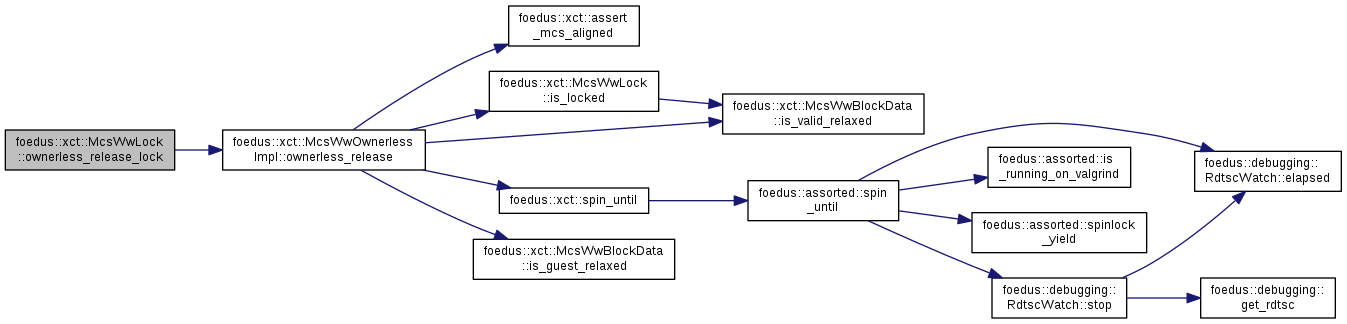 foedus::xct::McsWwLock
::ownerless_release_lock
foedus::xct::McsWwOwnerless
Impl::ownerless_release
foedus::xct::assert
_mcs_aligned
foedus::xct::McsWwLock
::is_locked
foedus::xct::McsWwBlockData
::is_valid_relaxed
foedus::xct::spin_until
foedus::xct::McsWwBlockData
::is_guest_relaxed
foedus::assorted::spin
_until
foedus::debugging::
RdtscWatch::elapsed
foedus::assorted::is
_running_on_valgrind
foedus::assorted::spinlock
_yield
foedus::debugging::
RdtscWatch::stop
foedus::debugging::
get_rdtsc